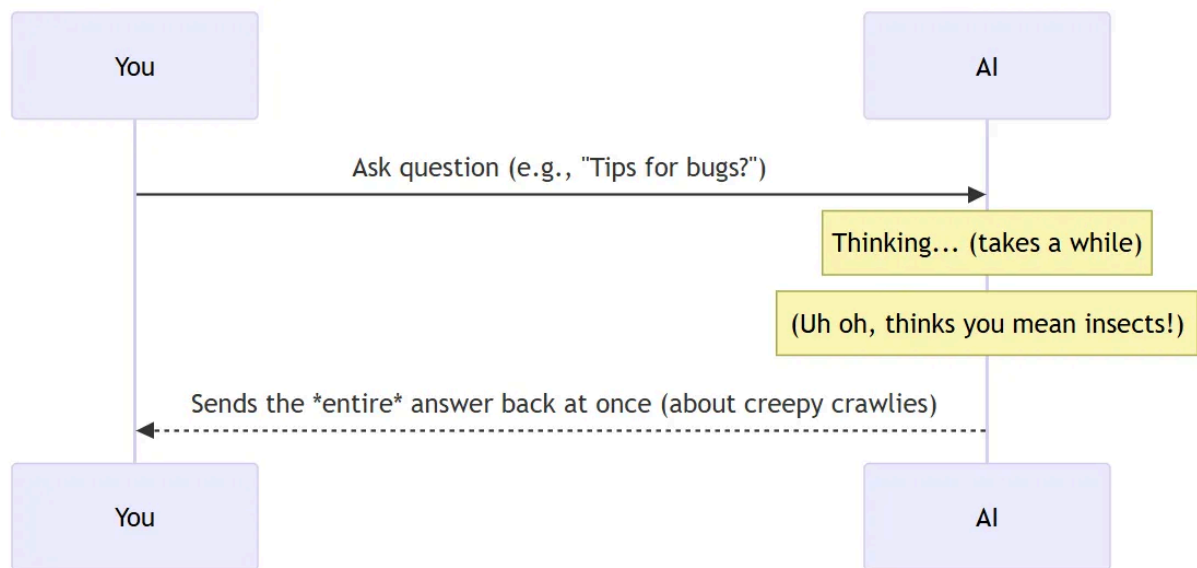 You
AI
Ask question (e.g., "Tips for bugs?")
Thinking... (takes a while)
(Uh oh, thinks you mean insects!)
Sends the *entire* answer back at once (about creepy crawlies)
You
AI